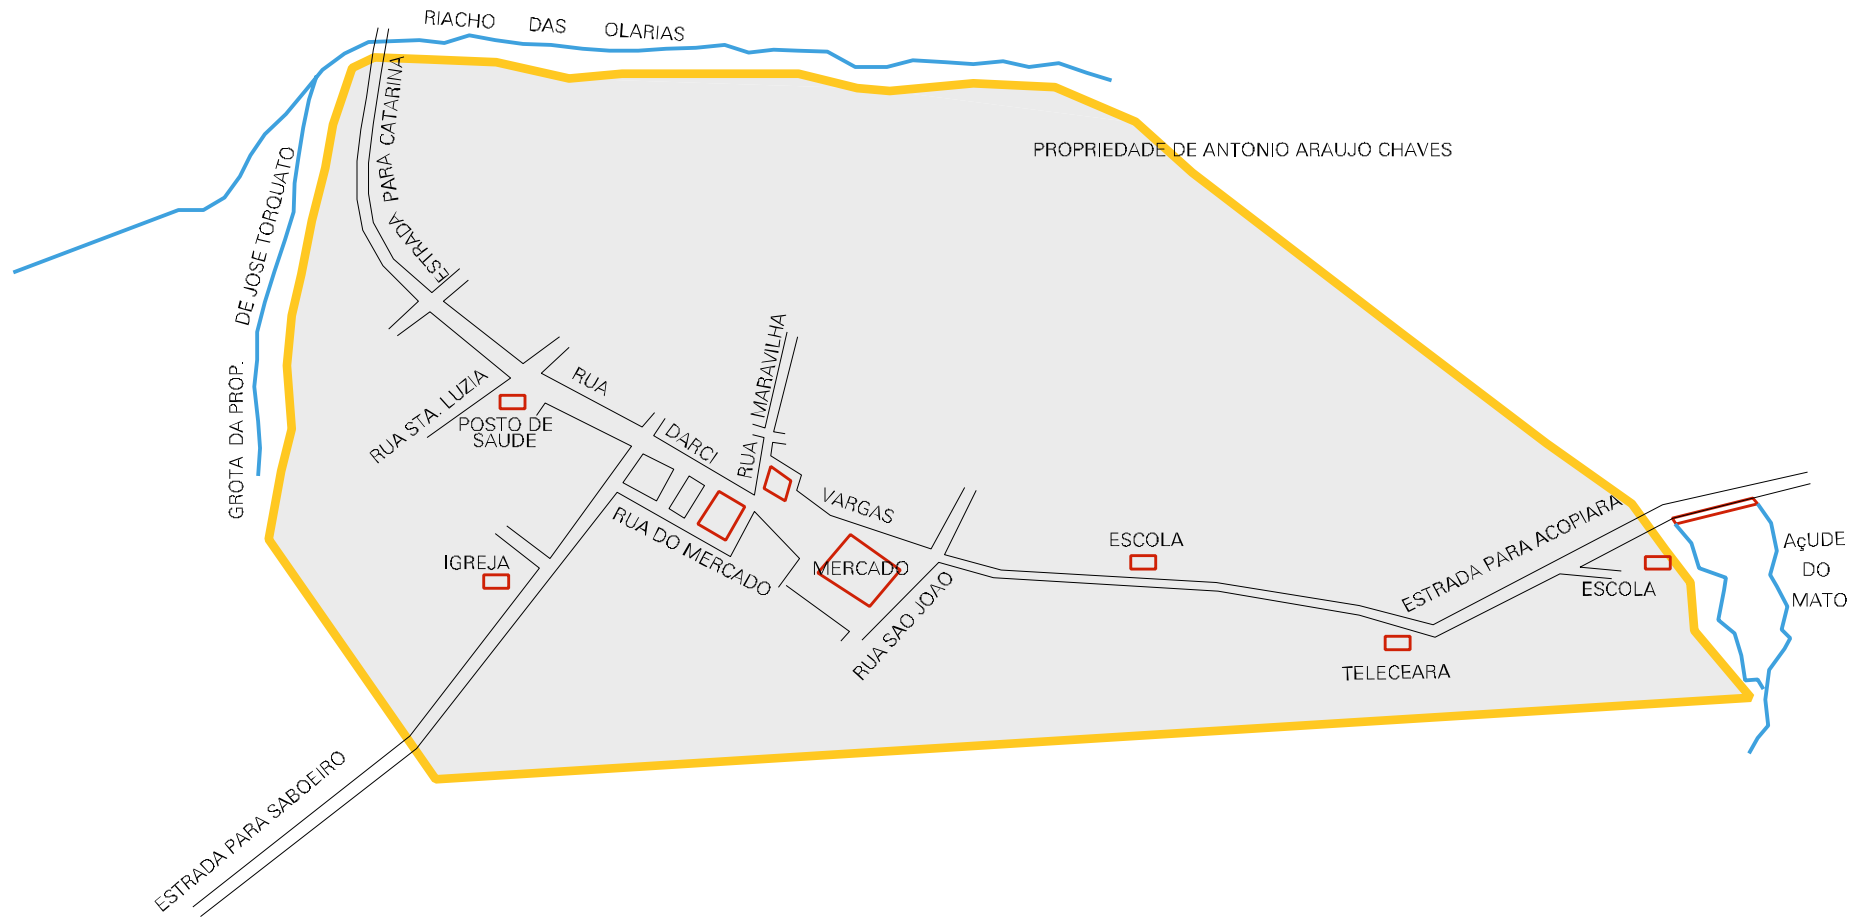 RIACHO DAS OLARIAS
ESTRADA PARA CATARINA
PROPRIEDADE DE ANTONIO ARAUJO CHAVES
GROTA DA PROP. DE JOSE TORQUATO
RUA MARAVILHA
RUA STA. LUZIA
POSTO DE
SAUDE
RUA DARCI VARGAS
RUA DO MERCADO
IGREJA
MERCADO
RUA SAO JOAO
ESCOLA
ESTRADA PARA ACOPIARA
ESCOLA
AçUDE
DO
MATO
TELECEARA
ESTRADA PARA SABOEIRO